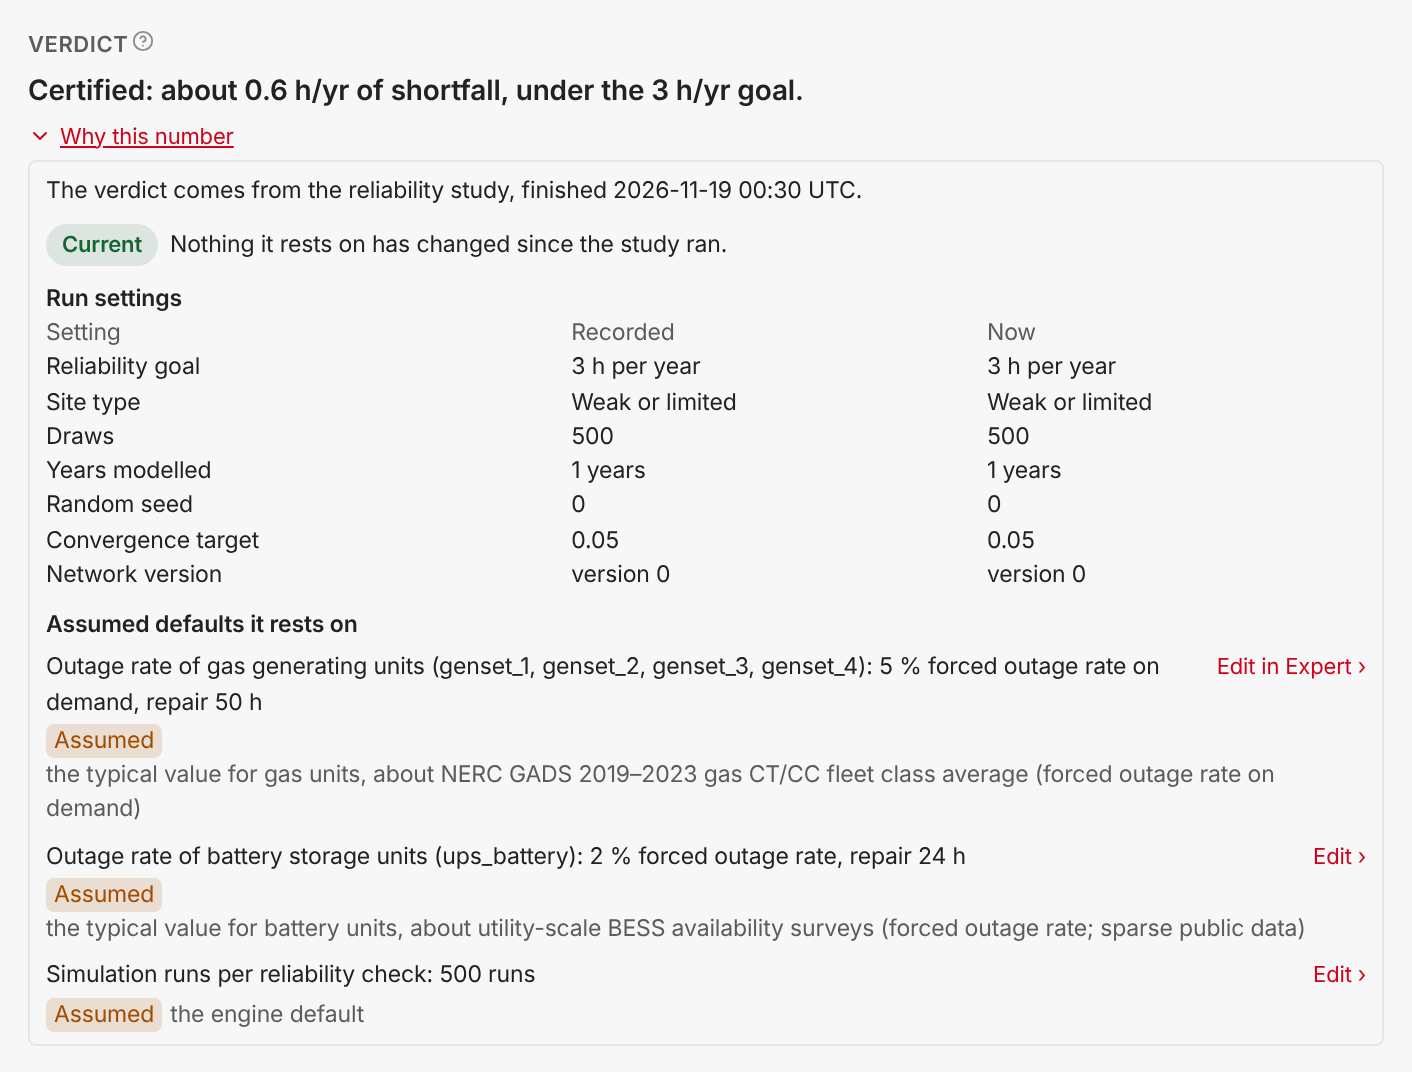 VERDICT
Certified: about 0.6 h/yr of shortfall, under the 3 h/yr goal.
Why this number
The verdict comes from the reliability study, finished 2026-11-19 00:30 UTC.
Current Nothing it rests on has changed since the study ran.
Run settings
Setting Recorded Now
Reliability goal 3 h per year 3 h per year
Site type Weak or limited Weak or limited
Draws 500 500
Years modelled 1 years 1 years
Random seed 0 0
Convergence target 0.05 0.05
Network version version 0 version 0
Assumed defaults it rests on
Outage rate of gas generating units (genset_1, genset_2, genset_3, genset_4): 5 % forced outage rate on Edit in Expert ›
demand, repair 50 h
Assumed
the typical value for gas units, about NERC GADS 2019–2023 gas CT/CC fleet class average (forced outage rate on
demand)
Outage rate of battery storage units (ups_battery): 2 % forced outage rate, repair 24 h Edit ›
Assumed
the typical value for battery units, about utility-scale BESS availability surveys (forced outage rate; sparse public data)
Simulation runs per reliability check: 500 runs Edit ›
Assumed the engine default